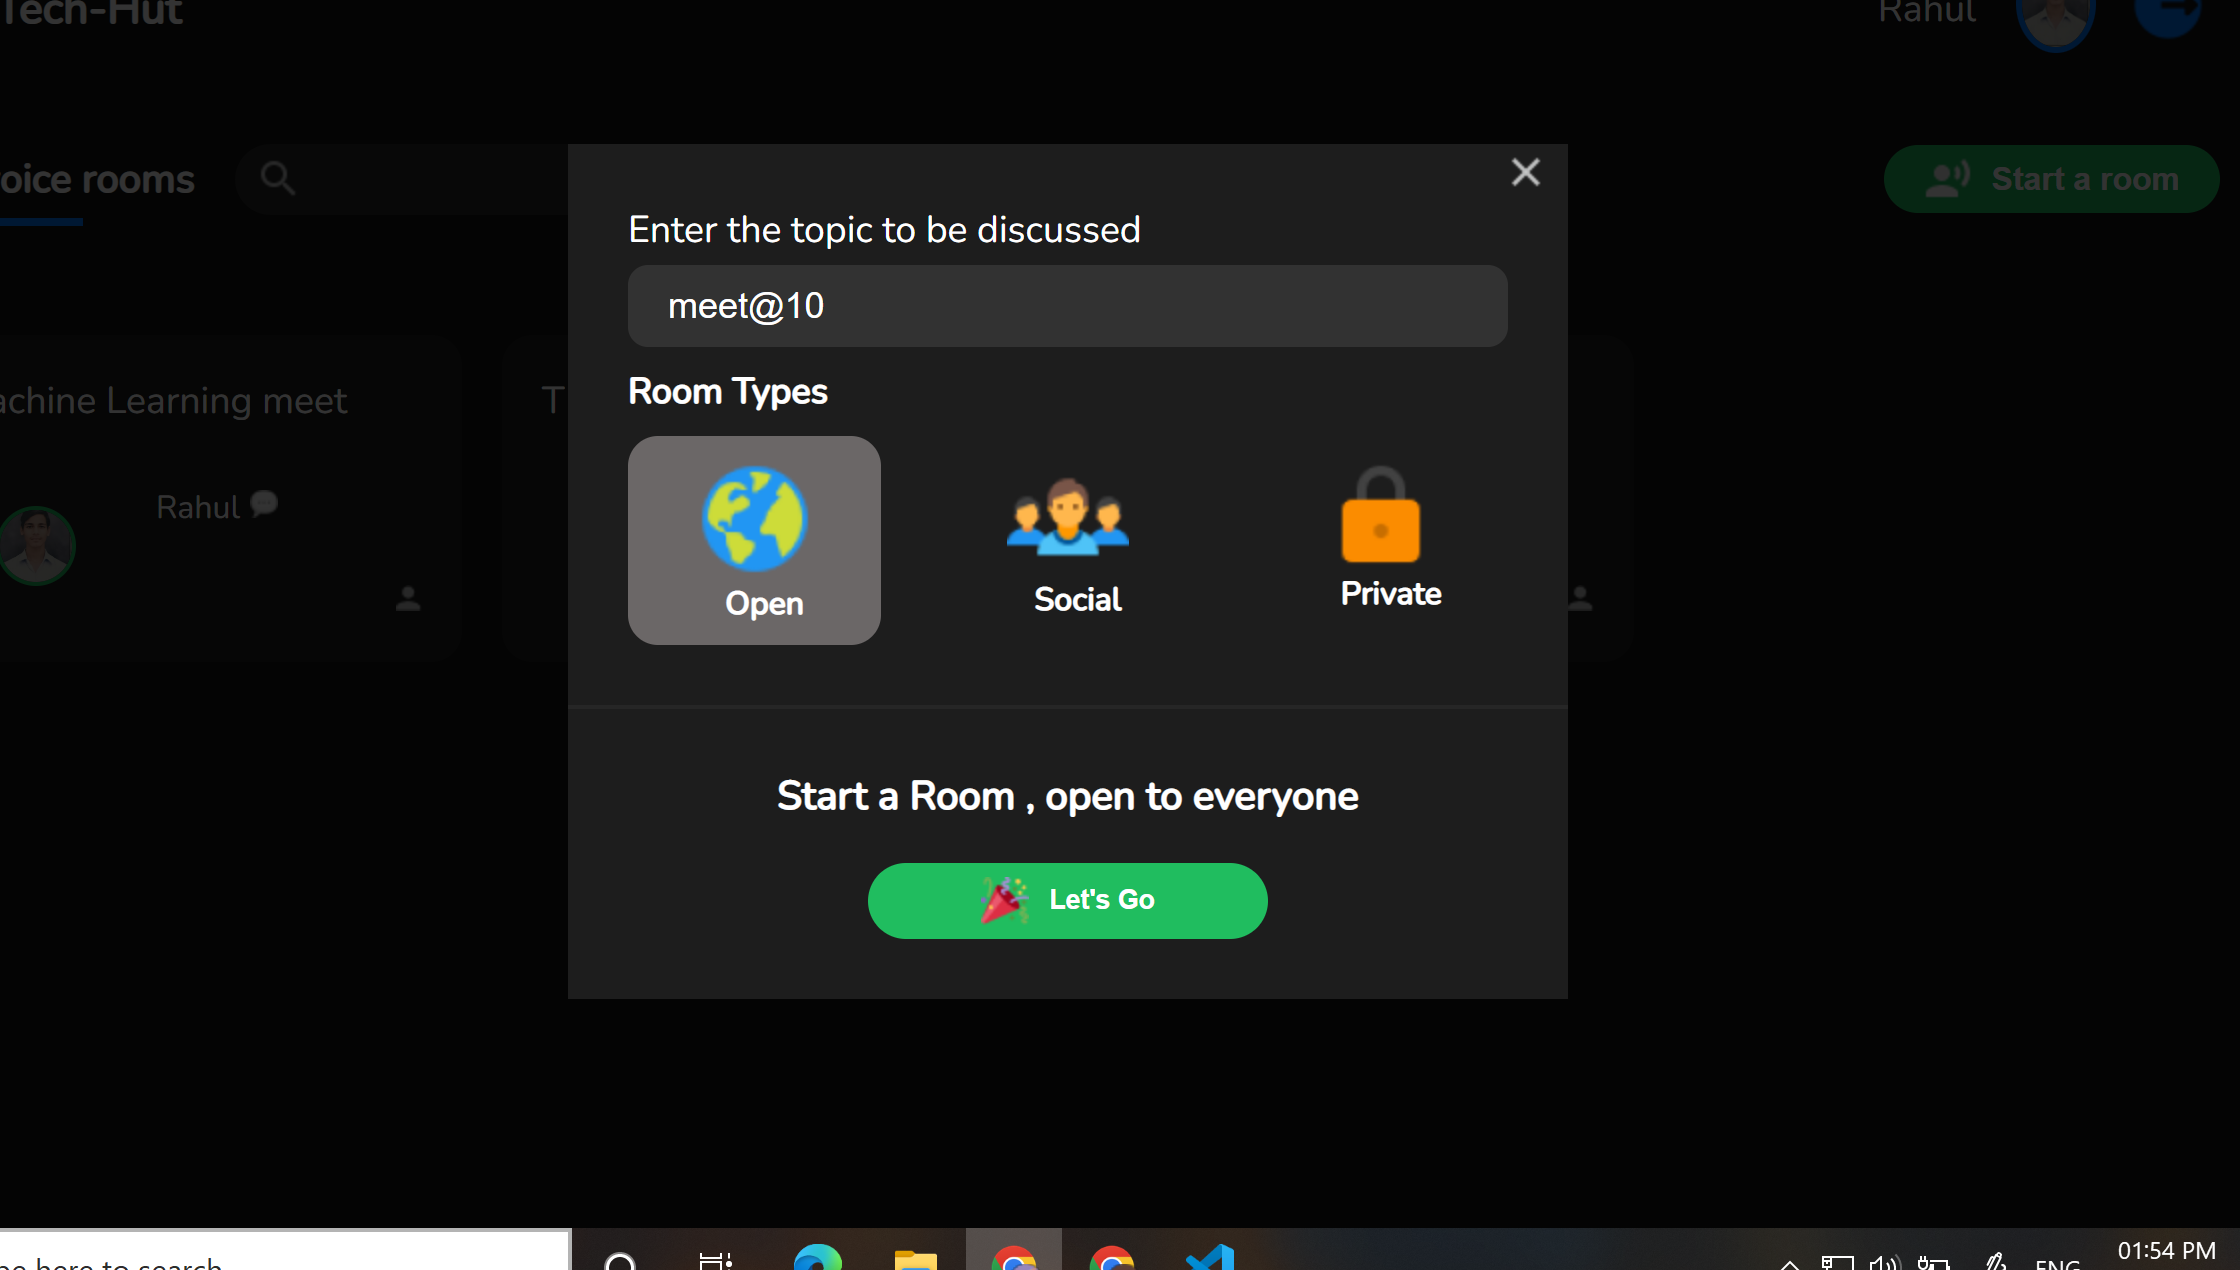 Tech-Hut
Rahul
oice rooms
Start a room
Enter the topic to be discussed
meet@10
Room Types
Open
Social
Private
achine Learning meet
T
Rahul
Start a Room , open to everyone
Let's Go
pe here to search
ENG
01:54 PM